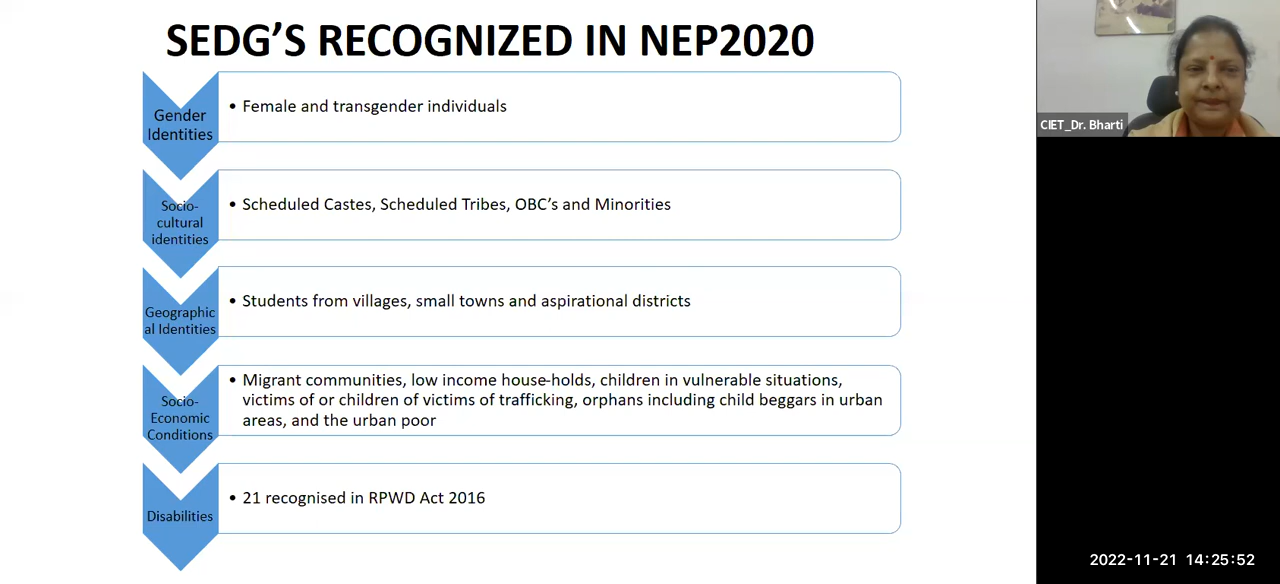 SEDG’S RECOGNIZED IN NEP2020
Gender
Identities
• Female and transgender individuals
Socio-
cultural
identities
• Scheduled Castes, Scheduled Tribes, OBC’s and Minorities
Geographic
al Identities
• Students from villages, small towns and aspirational districts
Socio-
Economic
Conditions
• Migrant communities, low income house-holds, children in vulnerable situations,
victims of or children of victims of trafficking, orphans including child beggars in urban
areas, and the urban poor
Disabilities
• 21 recognised in RPWD Act 2016
CIET_Dr. Bharti
2022-11-21 14:25:52